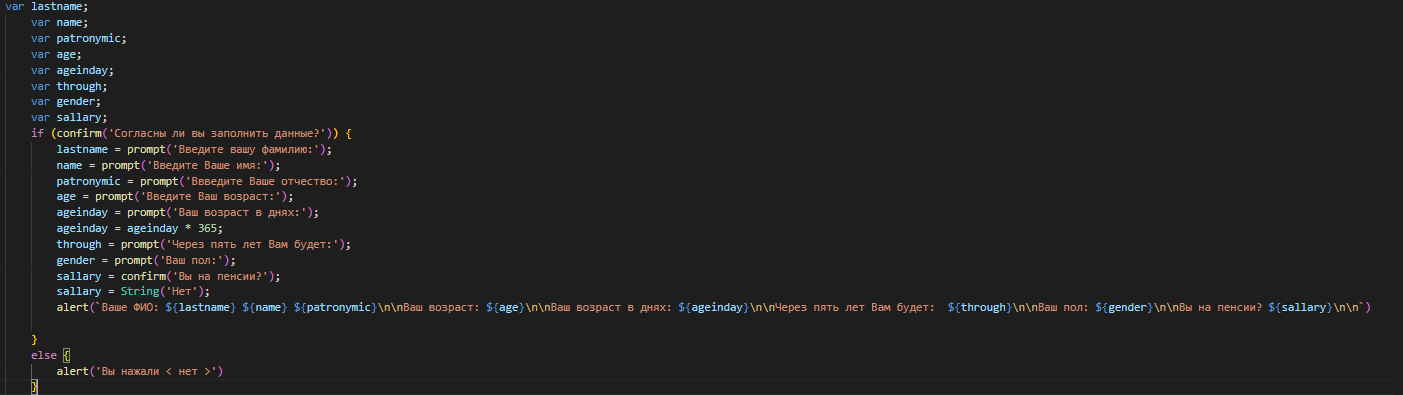 var lastname;
var name;
var patronymic;
var age;
var ageinday;
var through;
var gender;
var sallary;
if (confirm('Согласны ли вы заполнить данные?')) {
lastname = prompt('Введите вашу фамилию:');
name = prompt('Введите Ваше имя:');
patronymic = prompt('Ввведите Ваше отчество:');
age = prompt('Введите Ваш возраст:');
ageinday = prompt('Ваш возраст в днях:');
ageinday = ageinday * 365;
through = prompt('Через пять лет Вам будет:');
gender = prompt('Ваш пол:');
sallary = confirm('Вы на пенсии?');
sallary = String('Нет');
alert(`Ваше ФИО: ${lastname} ${name} ${patronymic}\n\nВаш возраст: ${age}\n\nВаш возраст в днях: ${ageinday}\n\nЧерез пять лет Вам будет:  ${through}\n\nВаш пол: ${gender}\n\nВы на пенсии? ${sallary}\n\n`)
}
else {
alert('Вы нажали < нет >')
}